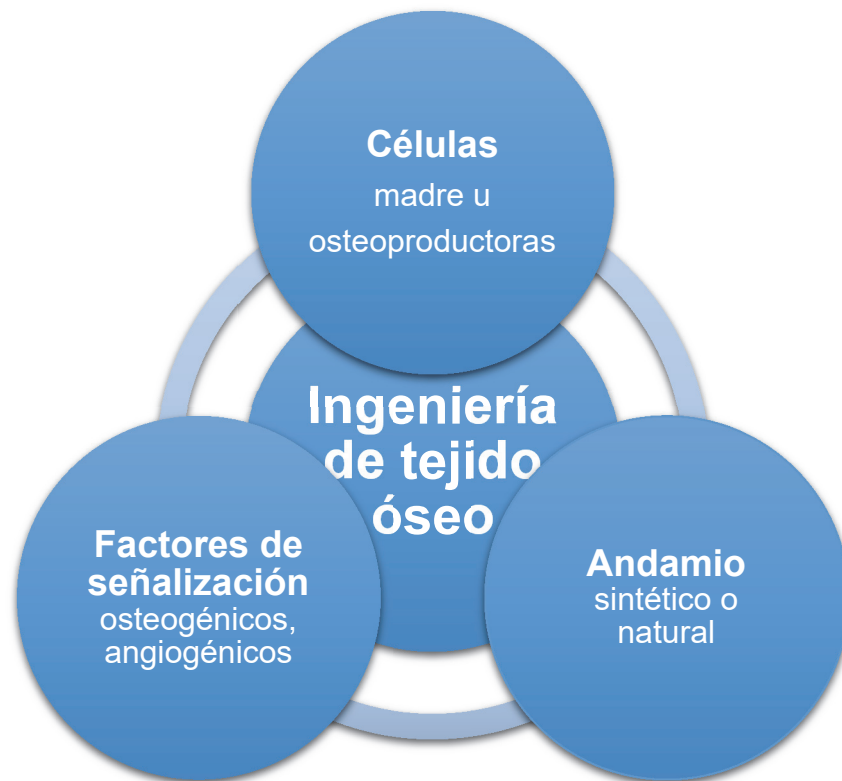 Células
madre u
osteoproductoras
Ingeniería
de tejido
óseo
Factores de
señalización
osteogénicos,
angiogénicos
Andamio
sintético o
natural